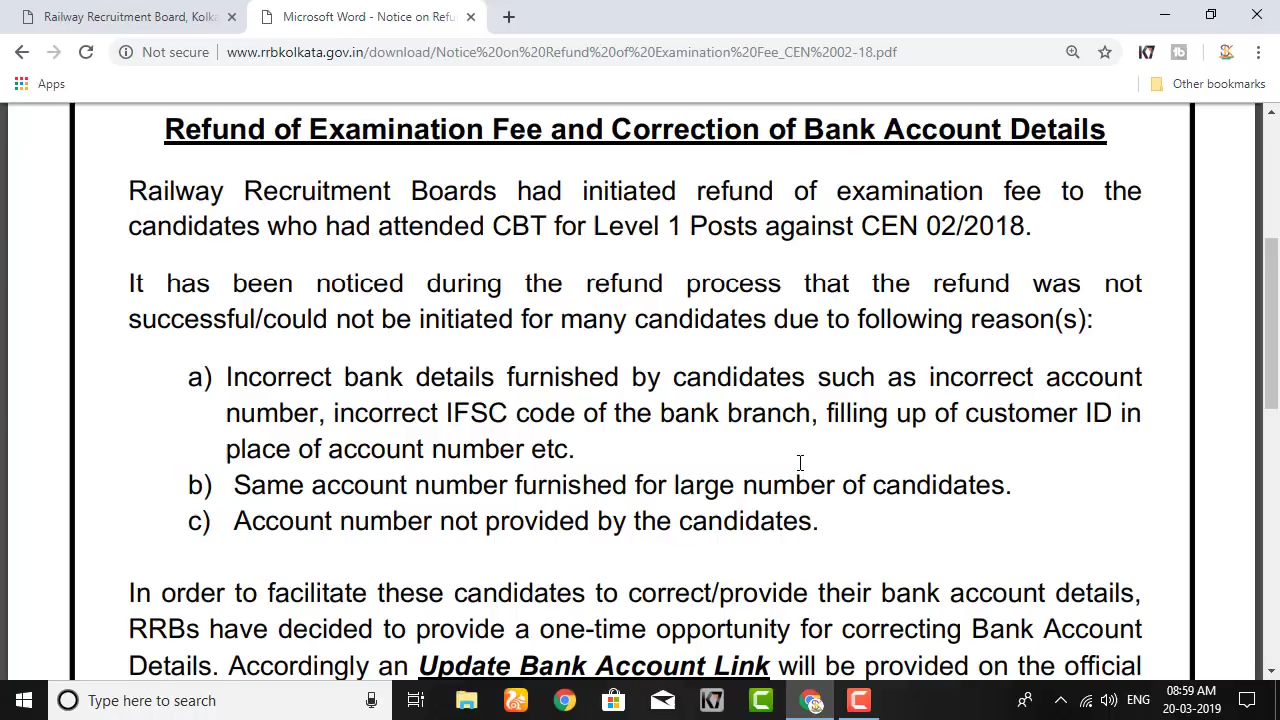 Railway Recruitment Board, Kolka
Microsoft Word - Notice on Refu
Not secure
www.rrbkolkata.gov.in/download/Notice%20on%20Refund%20of%20Examination%20Fee_CEN%2002-18.pdf
Apps
Other bookmarks
Refund of Examination Fee and Correction of Bank Account Details
Railway Recruitment Boards had initiated refund of examination fee to the
candidates who had attended CBT for Level 1 Posts against CEN 02/2018.
It has been noticed during the refund process that the refund was not
successful/could not be initiated for many candidates due to following reason(s):
a) Incorrect bank details furnished by candidates such as incorrect account
number, incorrect IFSC code of the bank branch, filling up of customer ID in
place of account number etc.
b) Same account number furnished for large number of candidates.
c) Account number not provided by the candidates.
In order to facilitate these candidates to correct/provide their bank account details,
RRBs have decided to provide a one-time opportunity for correcting Bank Account
Details. Accordingly an Update Bank Account Link will be provided on the official
Type here to search
ENG
08:59 AM
20-03-2019